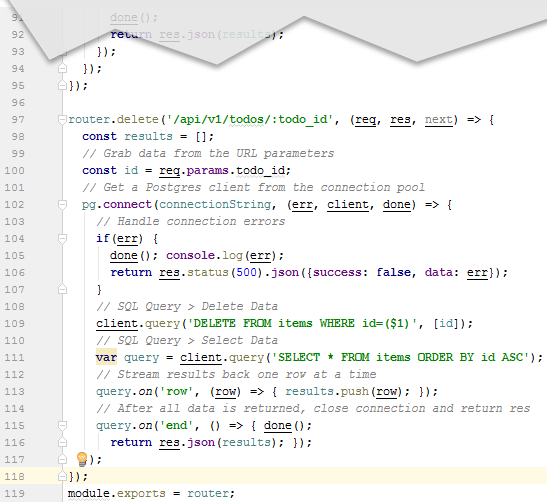 91 done();
92 return res.json(results);
93 });
94 });
95 });
96
97 router.delete('/api/v1/todos/:todo_id', (req, res, next) => {
98 const results = [];
99 // Grab data from the URL parameters
100 const id = req.params.todo_id;
101 // Get a Postgres client from the connection pool
102 pg.connect(connectionString, (err, client, done) => {
103 // Handle connection errors
104 if(err) {
105 done(); console.log(err);
106 return res.status(500).json({success: false, data: err});
107 }
108 // SQL Query > Delete Data
109 client.query('DELETE FROM items WHERE id=($1)', [id]);
110 // SQL Query > Select Data
111 var query = client.query('SELECT * FROM items ORDER BY id ASC');
112 // Stream results back one row at a time
113 query.on('row', (row) => { results.push(row); });
114 // After all data is returned, close connection and return res
115 query.on('end', () => { done();
116 return res.json(results); });
117 );
118 });
119 module.exports = router;